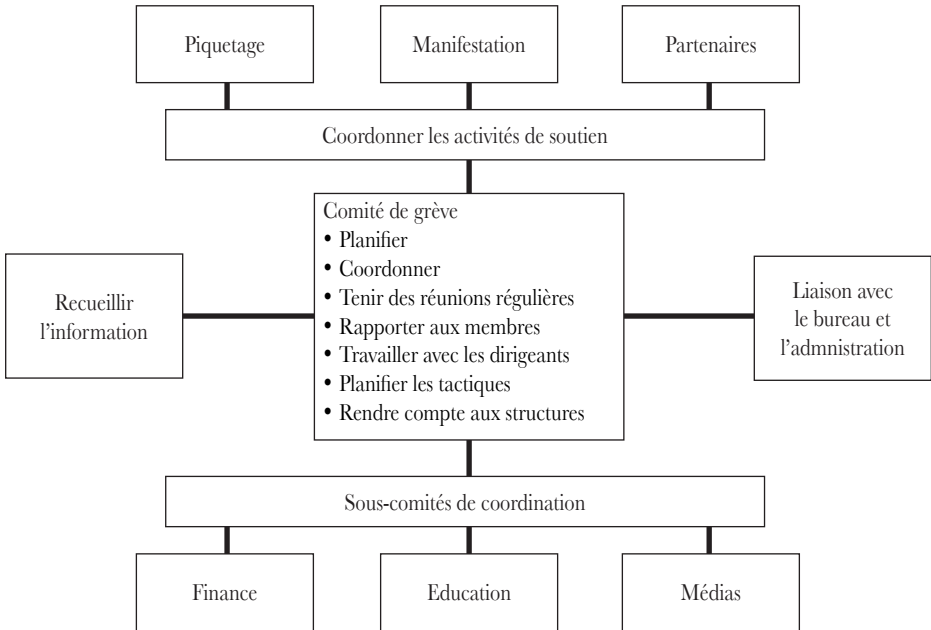 Piquetage
Manifestation
Partenaires
Coordonner les activités de soutien
Comité de grève
• Planifier
• Coordonner
• Tenir des réunions régulières
• Rapporter aux membres
• Travailler avec les dirigeants
• Planifier les tactiques
• Rendre compte aux structures
Recueillir
l’information
Liaison avec
le bureau et
l’admnistration
Sous-comités de coordination
Finance
Education
Médias